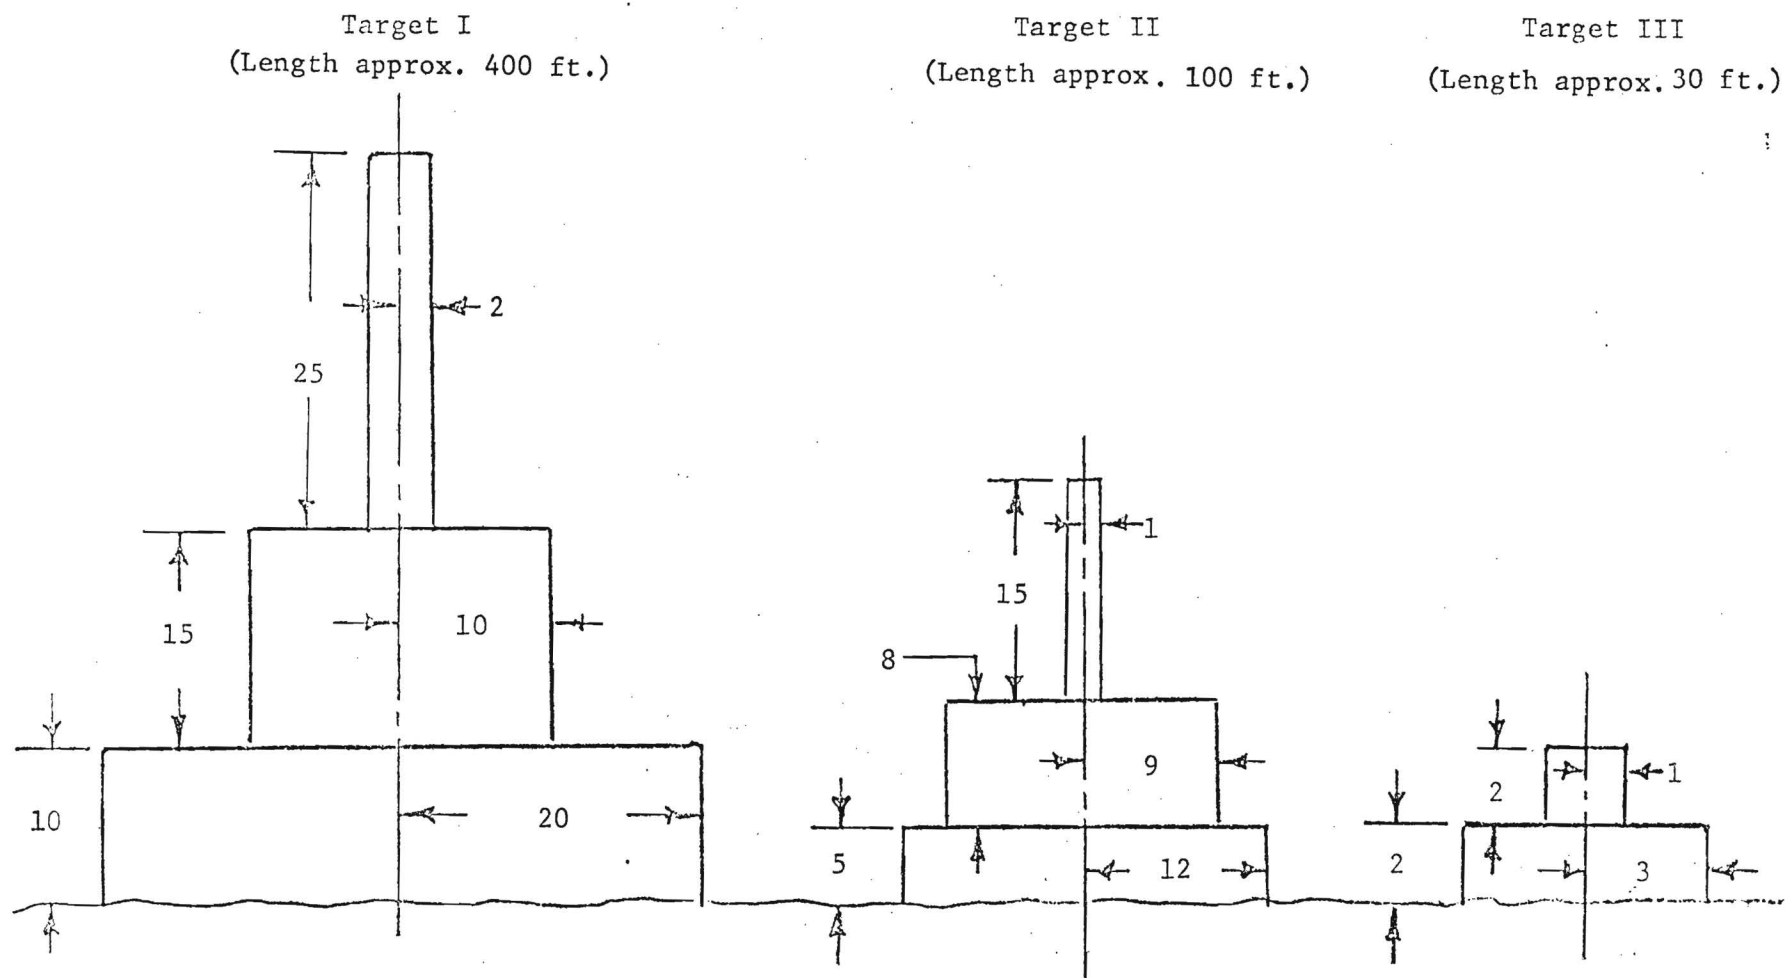 Target I
(Length approx. 400 ft.)
25
2
15
10
10
20
Target II
(Length approx. 100 ft.)
15
1
8
9
5
12
Target III
(Length approx. 30 ft.)
2
1
2
3